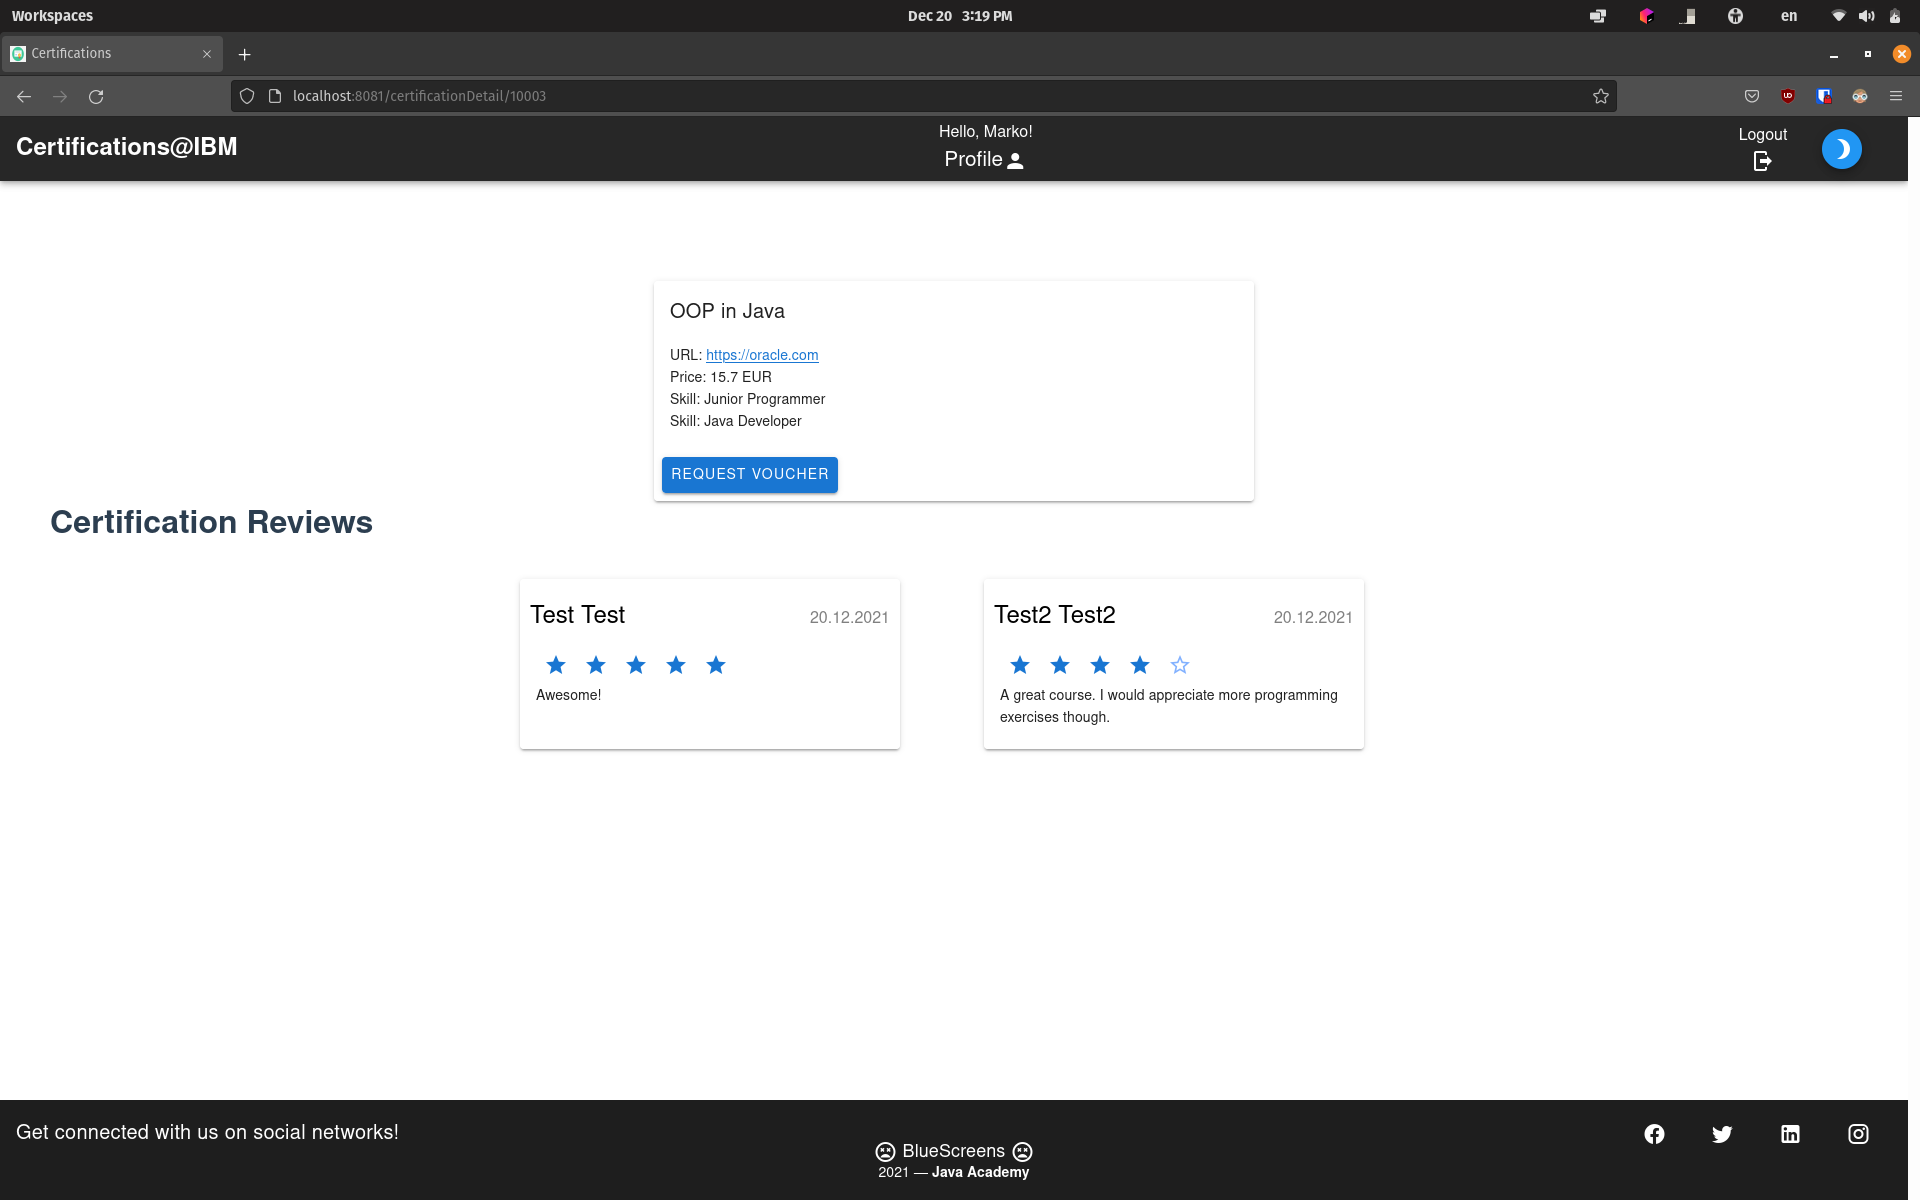 Workspaces
Dec 20 3:19 PM
en
Certifications
localhost:8081/certificationDetail/10003
Certifications@IBM
Hello, Marko!
Profile
Logout
OOP in Java
URL: https://oracle.com
Price: 15.7 EUR
Skill: Junior Programmer
Skill: Java Developer
REQUEST VOUCHER
Certification Reviews
Test Test
20.12.2021
Awesome!
Test2 Test2
20.12.2021
A great course. I would appreciate more programming
exercises though.
Get connected with us on social networks!
BlueScreens
2021 — Java Academy